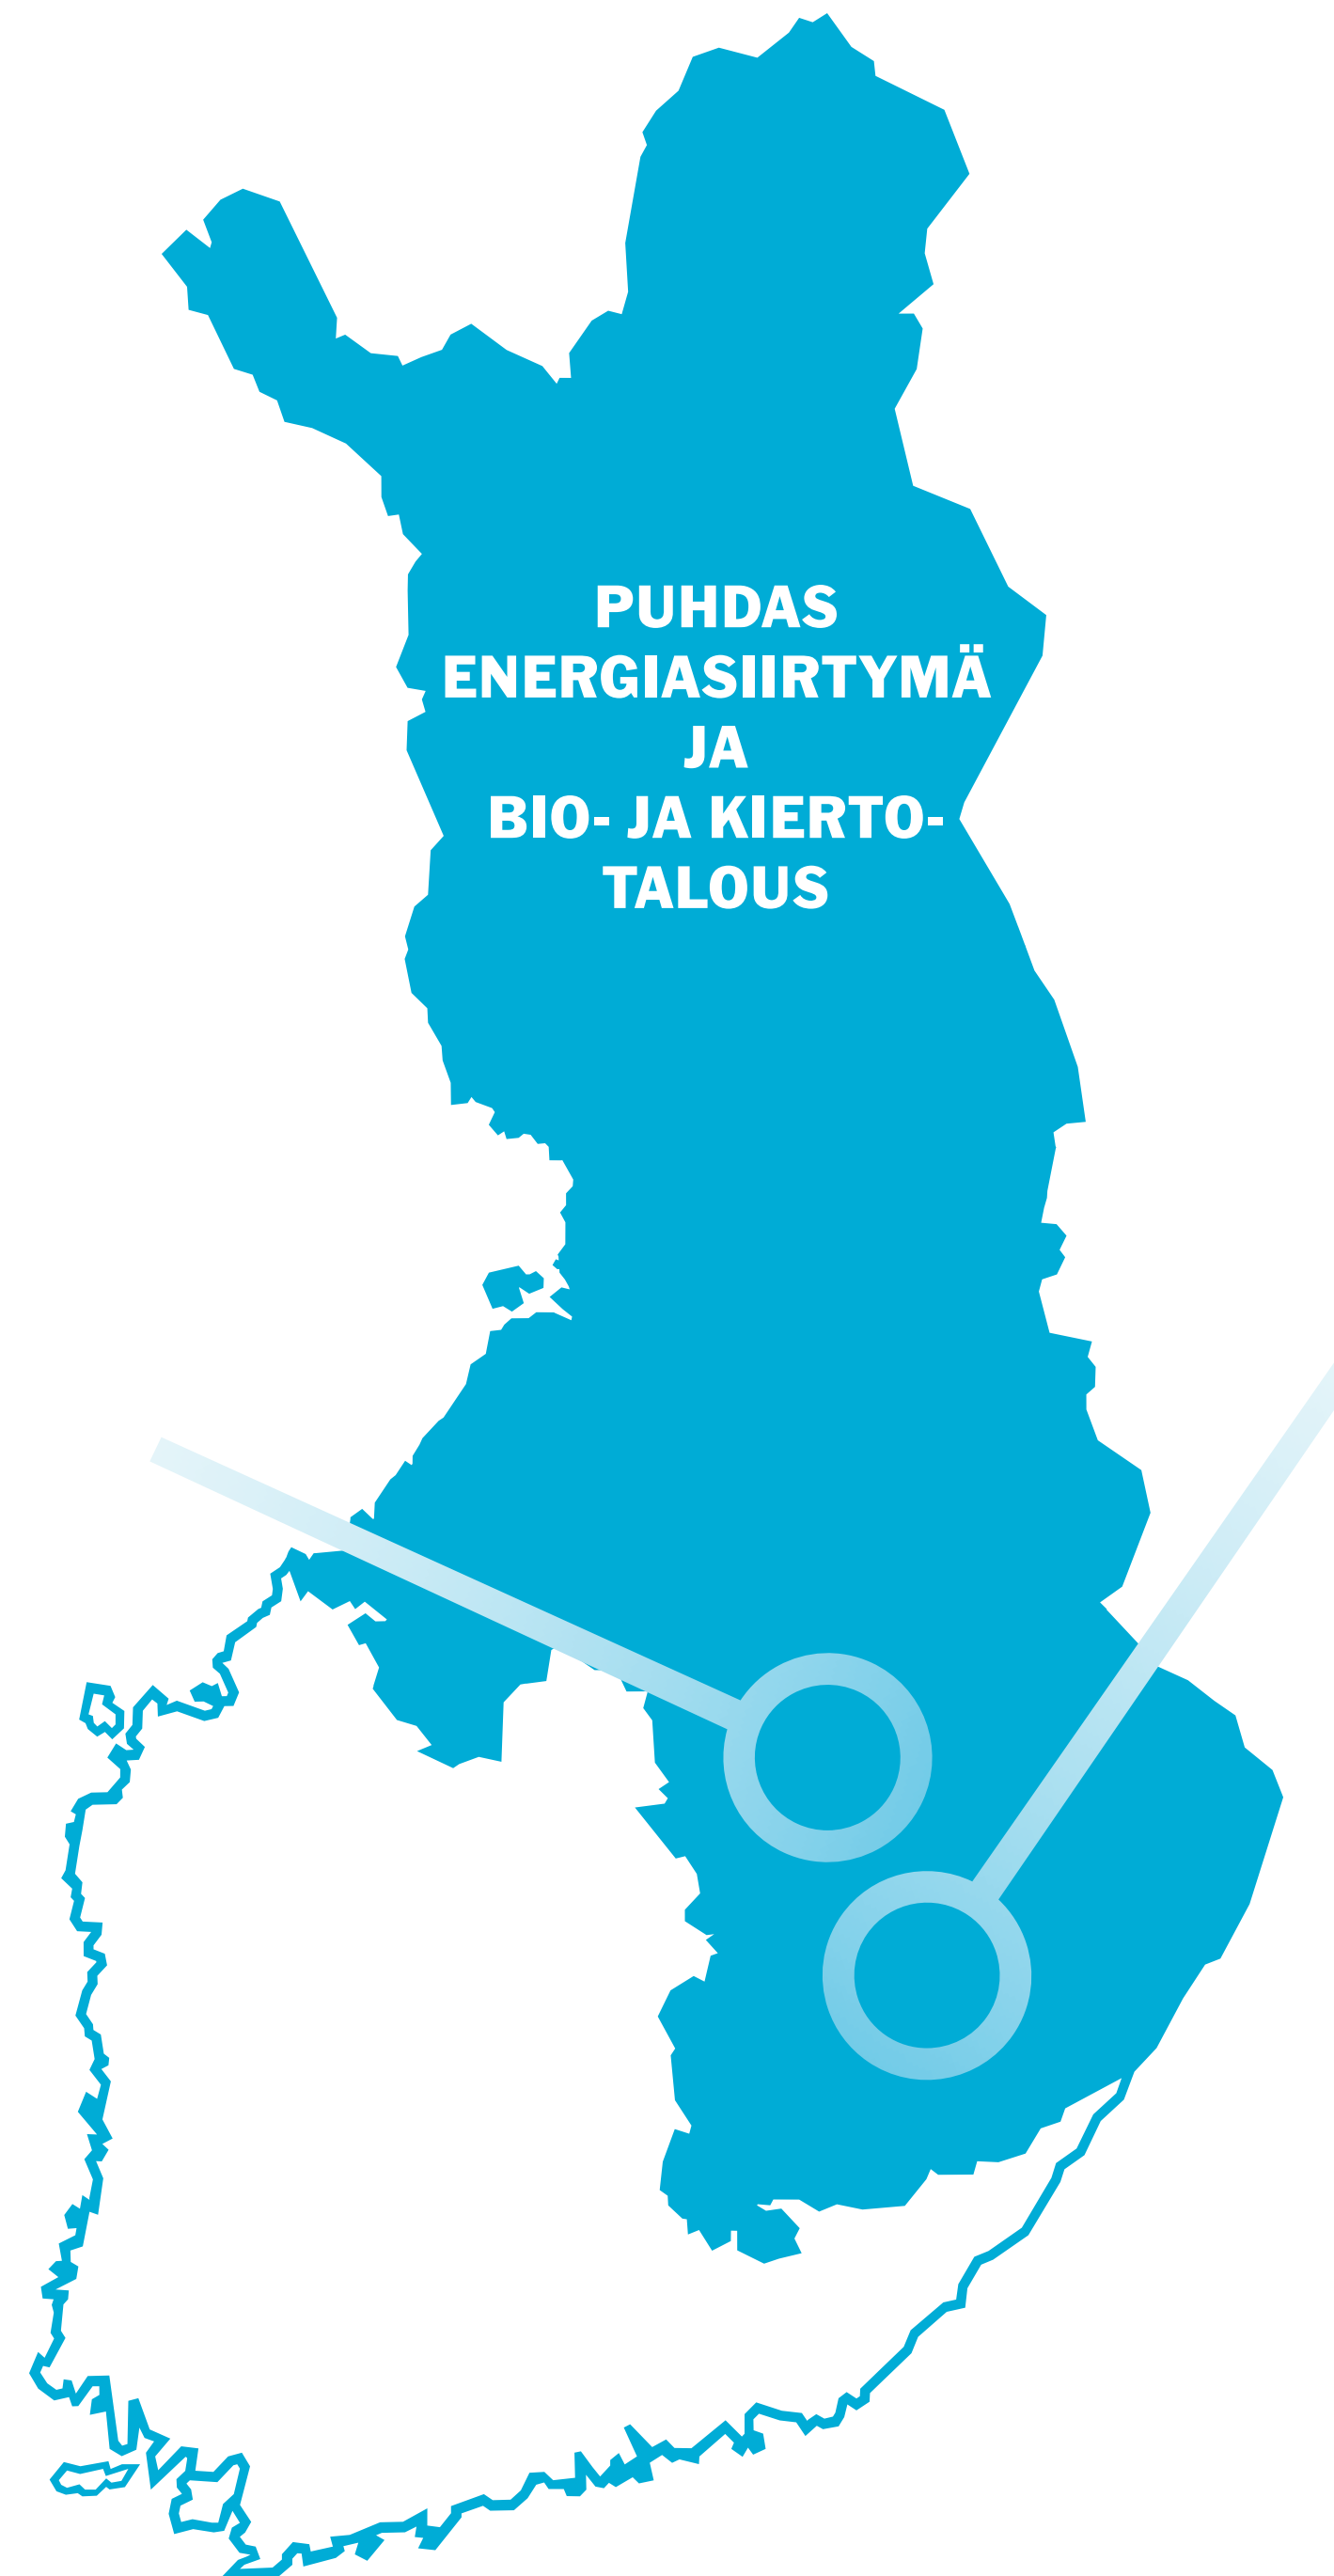 PUHDAS
ENERGIASIIRTYMÄ
JA
BIO- JA KIERTO-
TALOUS